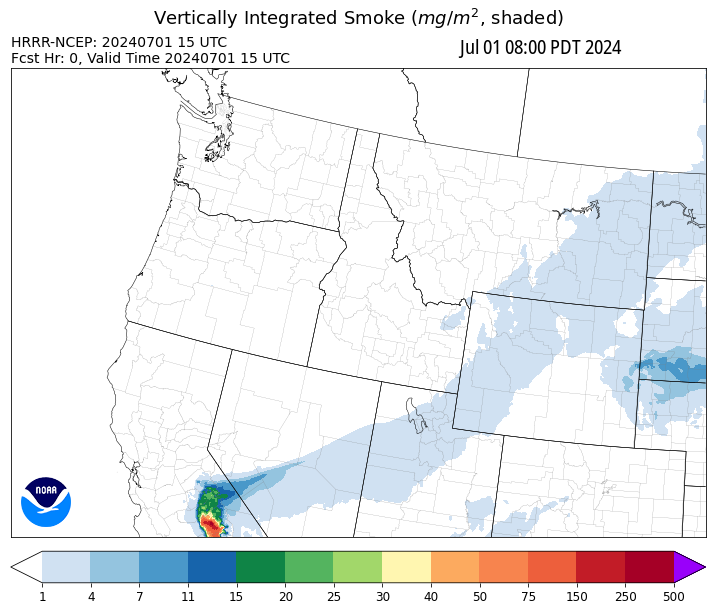 Vertically Integrated Smoke (mg/m², shaded)
HRRR-NCEP: 20240701 15 UTC
Fcst Hr: 0, Valid Time 20240701 15 UTC
Jul 01 08:00 PDT 2024
NOAA
1 4 7 11 15 20 25 30 40 50 75 150 250 500